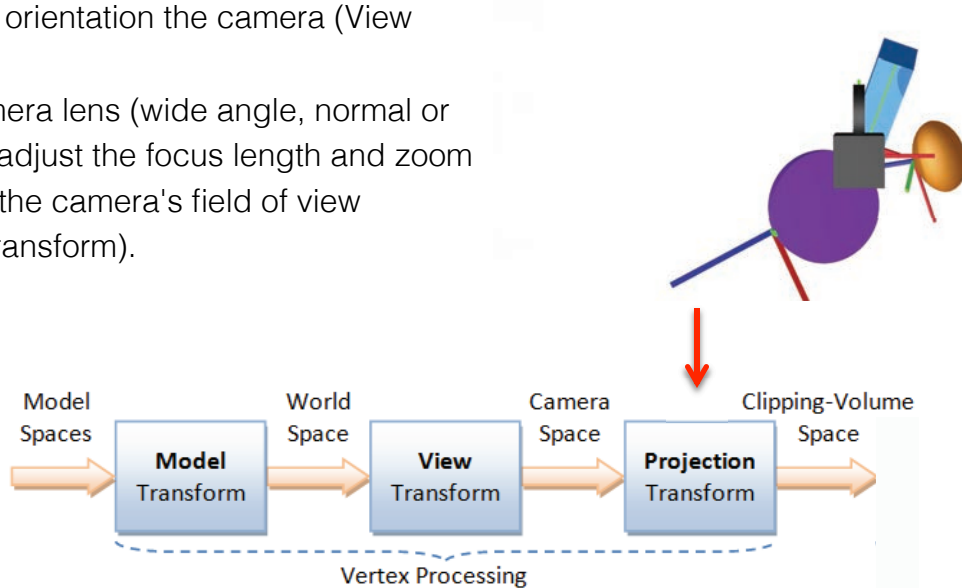 orientation the camera (View
mera lens (wide angle, normal or
adjust the focus length and zoom
the camera's field of view
ransform).
Model
Spaces
Model
Transform
World
Space
View
Transform
Camera
Space
Projection
Transform
Clipping-Volume
Space
Vertex Processing